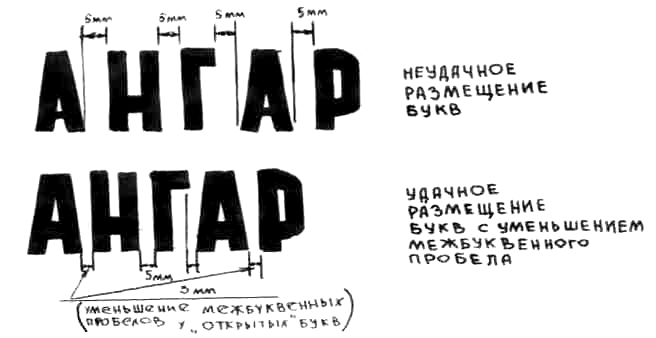 5мм 5мм 5мм 5мм
АНГАР
НЕУДАЧНОЕ
РАЗМЕЩЕНИЕ
БУКВ
АНГАР
УДАЧНОЕ
РАЗМЕЩЕНИЕ
БУКВ С УМЕНЬШЕНИЕМ
МЕЖБУКВЕННОГО
ПРОБЕЛА
5мм
3мм
(УМЕНЬШЕНИЕ МЕЖБУКВЕННЫХ
ПРОБЕЛОВ У „ОТКРЫТЫХ" БУКВ)